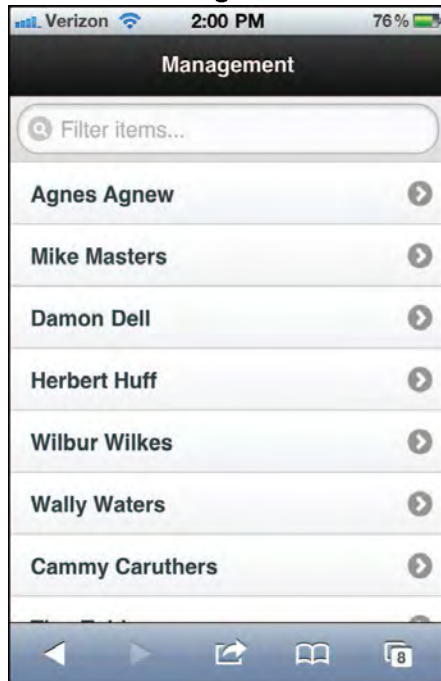 Verizon 2:00 PM 76%
Management
Filter items...
Agnes Agnew
Mike Masters
Damon Dell
Herbert Huff
Wilbur Wilkes
Wally Waters
Cammy Caruthers
8